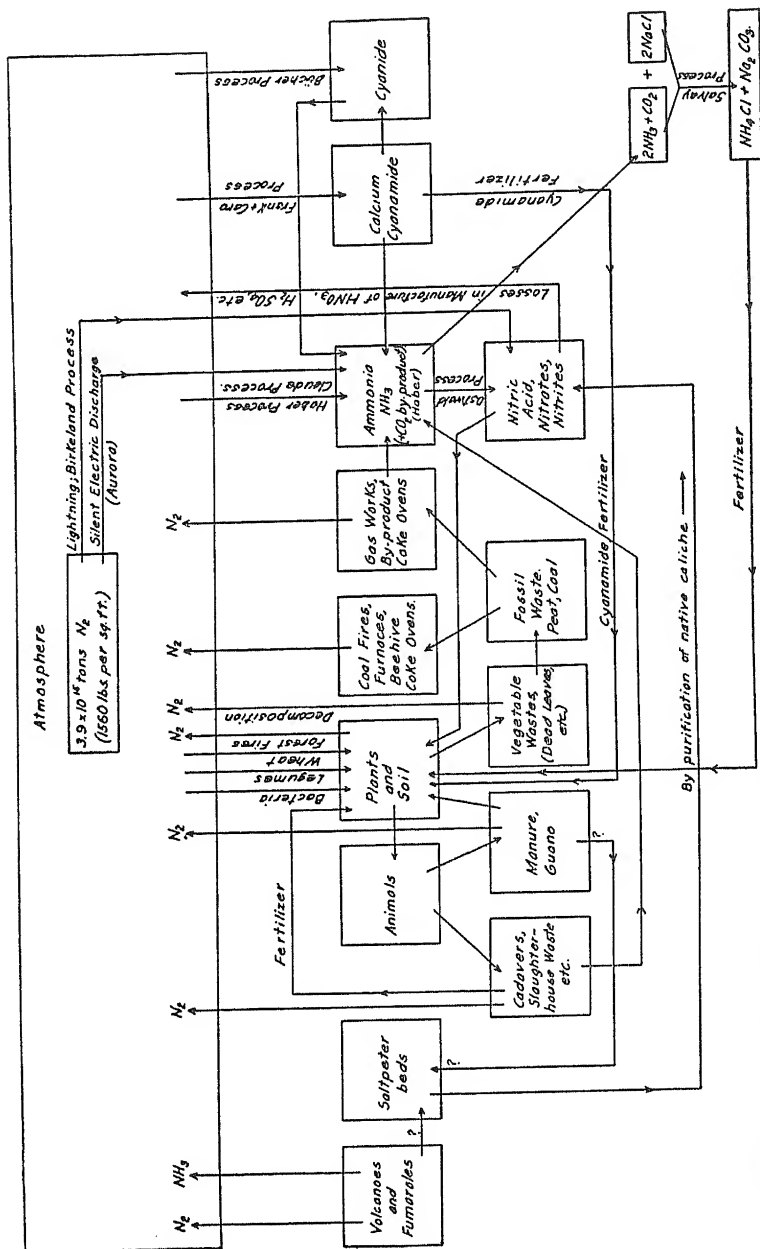 Atmosphere
3.9 x 10¹⁵ tons N₂
(1560 lbs. per sq. ft.)
Lightning; Birkeland Process
Silent Electric Discharge
(Aurora)
N₂
NH₃
N₂
N₂
N₂
N₂
N₂
N₂
Fertilizer
Bacteria
Legumes
Wheat
Forest Fires
Decomposition
Haber Process
Claude Process.
Losses in Manufacture of HNO₃, H₂SO₄, etc.
Frank + Caro
Process
Bücher Process
Volcanoes
and
Fumaroles
?
Saltpeter
beds
?
Animals
Plants
and
Soil
Coal Fires,
Furnaces,
Beehive
Coke Ovens.
Gas Works,
By-product
Coke Ovens
Ammonia
NH₃
(+CO₂ by-product)
(Haber)
Calcium
Cyanamide
Cyanide
Cadavers,
Slaughter-
house Waste
etc.
Manure,
Guano
?
Vegetable
Wastes,
(Dead Leaves,
etc.)
Fossil
Waste.
Peat, Coal
Ostwald
Process
Nitric
Acid,
Nitrates,
Nitrites
Cyanamide
Fertilizer
Cyanamide Fertilizer
By purification of native caliche
Fertilizer
2NH₃ + CO₂ + 2NaCl
Salvay
Process
NH₄Cl + Na₂CO₃.